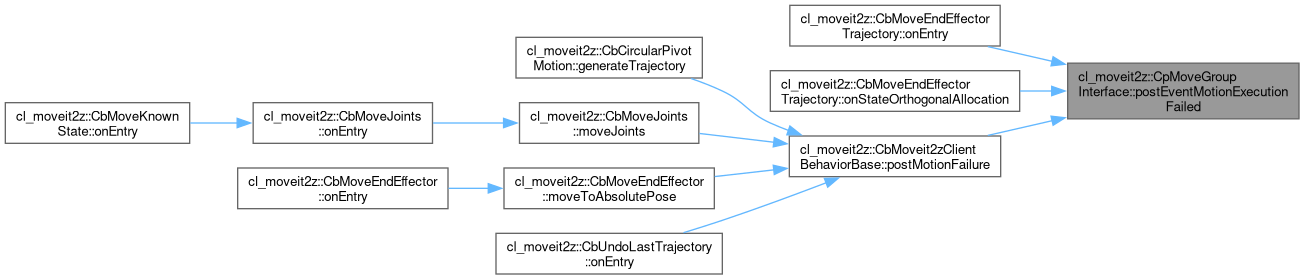 cl_moveit2z::CbMoveEndEffector
Trajectory::onEntry
cl_moveit2z::CbCircularPivot
Motion::generateTrajectory
cl_moveit2z::CpMoveGroup
Interface::postEventMotionExecution
Failed
cl_moveit2z::CbMoveEndEffector
Trajectory::onStateOrthogonalAllocation
cl_moveit2z::CbMoveKnown
State::onEntry
cl_moveit2z::CbMoveJoints
::onEntry
cl_moveit2z::CbMoveJoints
::moveJoints
cl_moveit2z::CbMoveit2zClient
BehaviorBase::postMotionFailure
cl_moveit2z::CbMoveEndEffector
::onEntry
cl_moveit2z::CbMoveEndEffector
::moveToAbsolutePose
cl_moveit2z::CbUndoLastTrajectory
::onEntry